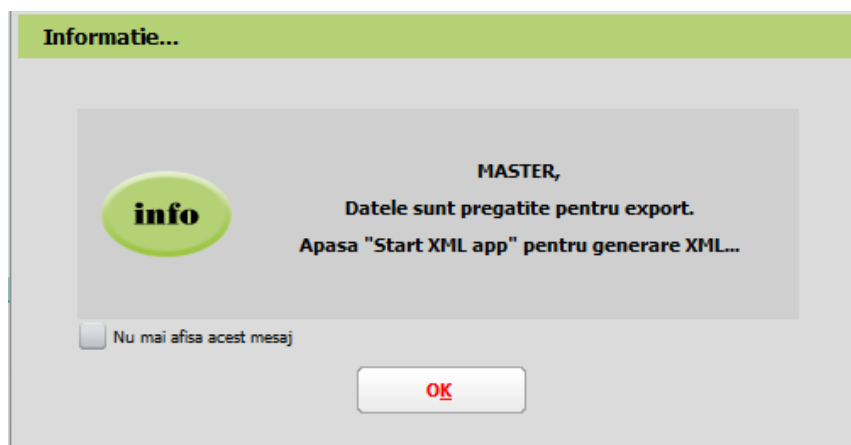 Informatie...
info
MASTER,
Datele sunt pregatite pentru export.
Apasa "Start XML app" pentru generare XML...
Nu mai afisa acest mesaj
OK